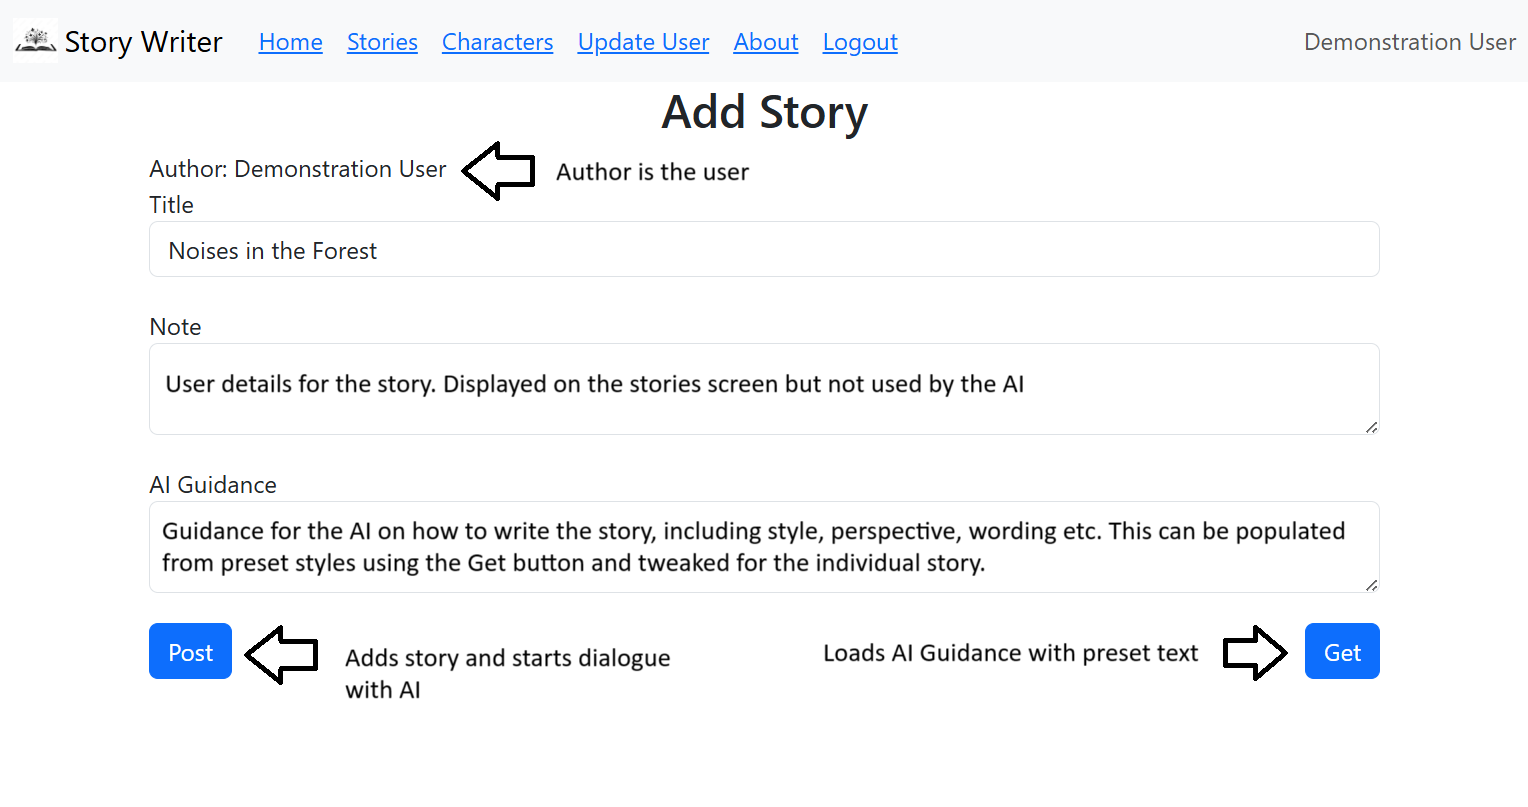 Story Writer Home Stories Characters Update User About Logout Demonstration User
Add Story
Author: Demonstration User Author is the user
Title
Noises in the Forest
Note
User details for the story. Displayed on the stories screen but not used by the AI
AI Guidance
Guidance for the AI on how to write the story, including style, perspective, wording etc. This can be populated
from preset styles using the Get button and tweaked for the individual story.
Post
Adds story and starts dialogue
with AI
Loads AI Guidance with preset text
Get